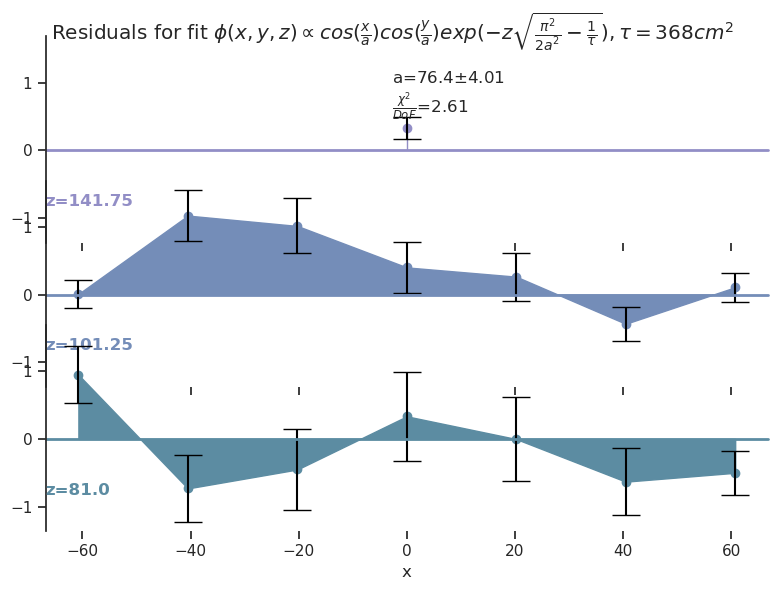 Residuals for fit ϕ(x, y, z) ∝ cos(x/a)cos(y/a)exp(−z√(π²/2a² − 1/τ)), τ = 368cm²
a=76.4±4.01
χ²/DoF=2.61
1
0
−1
z=141.75
1
0
−1
z=101.25
1
0
−1
z=81.0
−60 −40 −20 0 20 40 60
x